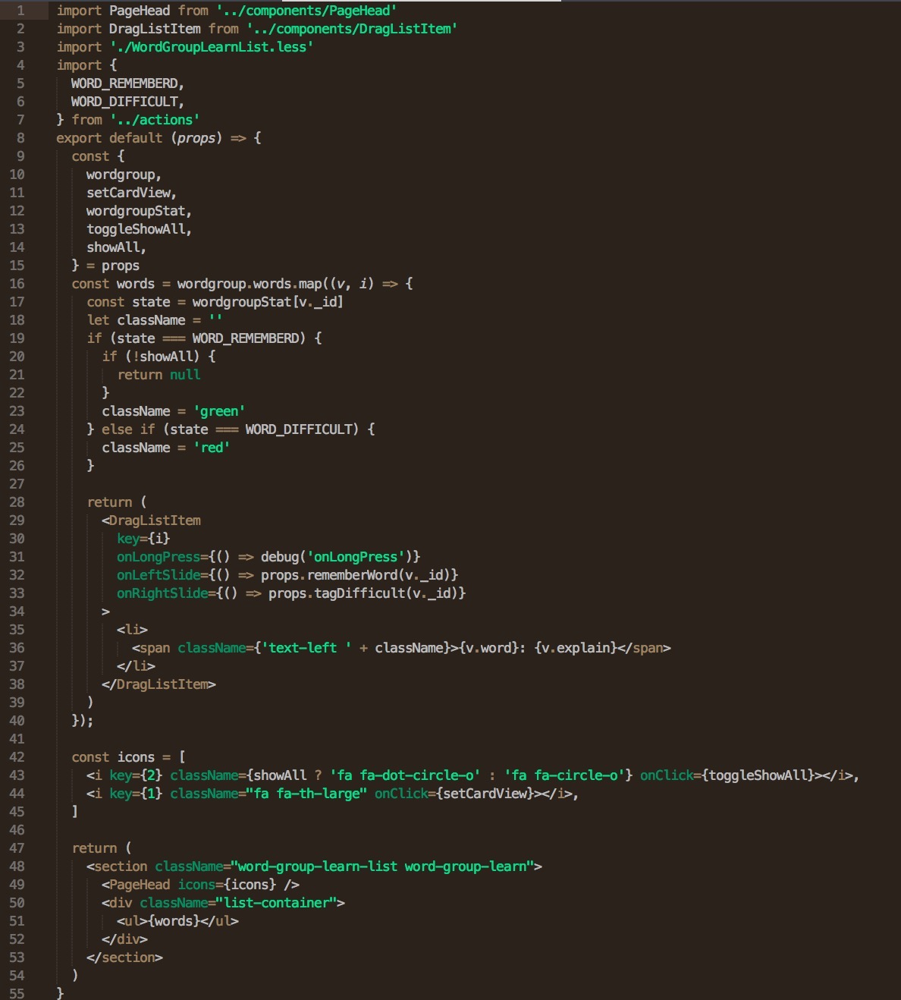 1 import PageHead from '../components/PageHead'
2 import DragListItem from '../components/DragListItem'
3 import './WordGroupLearnList.less'
4 import {
5   WORD_REMEMBERD,
6   WORD_DIFFICULT,
7 } from '../actions'
8 export default (props) => {
9   const {
10     wordgroup,
11     setCardView,
12     wordgroupStat,
13     toggleShowAll,
14     showAll,
15   } = props
16   const words = wordgroup.words.map((v, i) => {
17     const state = wordgroupStat[v._id]
18     let className = ''
19     if (state === WORD_REMEMBERD) {
20       if (!showAll) {
21         return null
22       }
23       className = 'green'
24     } else if (state === WORD_DIFFICULT) {
25       className = 'red'
26     }
27
28     return (
29       <DragListItem
30         key={i}
31         onLongPress={() => debug('onLongPress')}
32         onLeftSlide={() => props.rememberWord(v._id)}
33         onRightSlide={() => props.tagDifficult(v._id)}
34       >
35         <li>
36           <span className={'text-left ' + className}>{v.word}: {v.explain}</span>
37         </li>
38       </DragListItem>
39     )
40   });
41
42   const icons = [
43     <i key={2} className={showAll ? 'fa fa-dot-circle-o' : 'fa fa-circle-o'} onClick={toggleShowAll}></i>,
44     <i key={1} className="fa fa-th-large" onClick={setCardView}></i>,
45   ]
46
47   return (
48     <section className="word-group-learn-list word-group-learn">
49       <PageHead icons={icons} />
50       <div className="list-container">
51         <ul>{words}</ul>
52       </div>
53     </section>
54   )
55 }